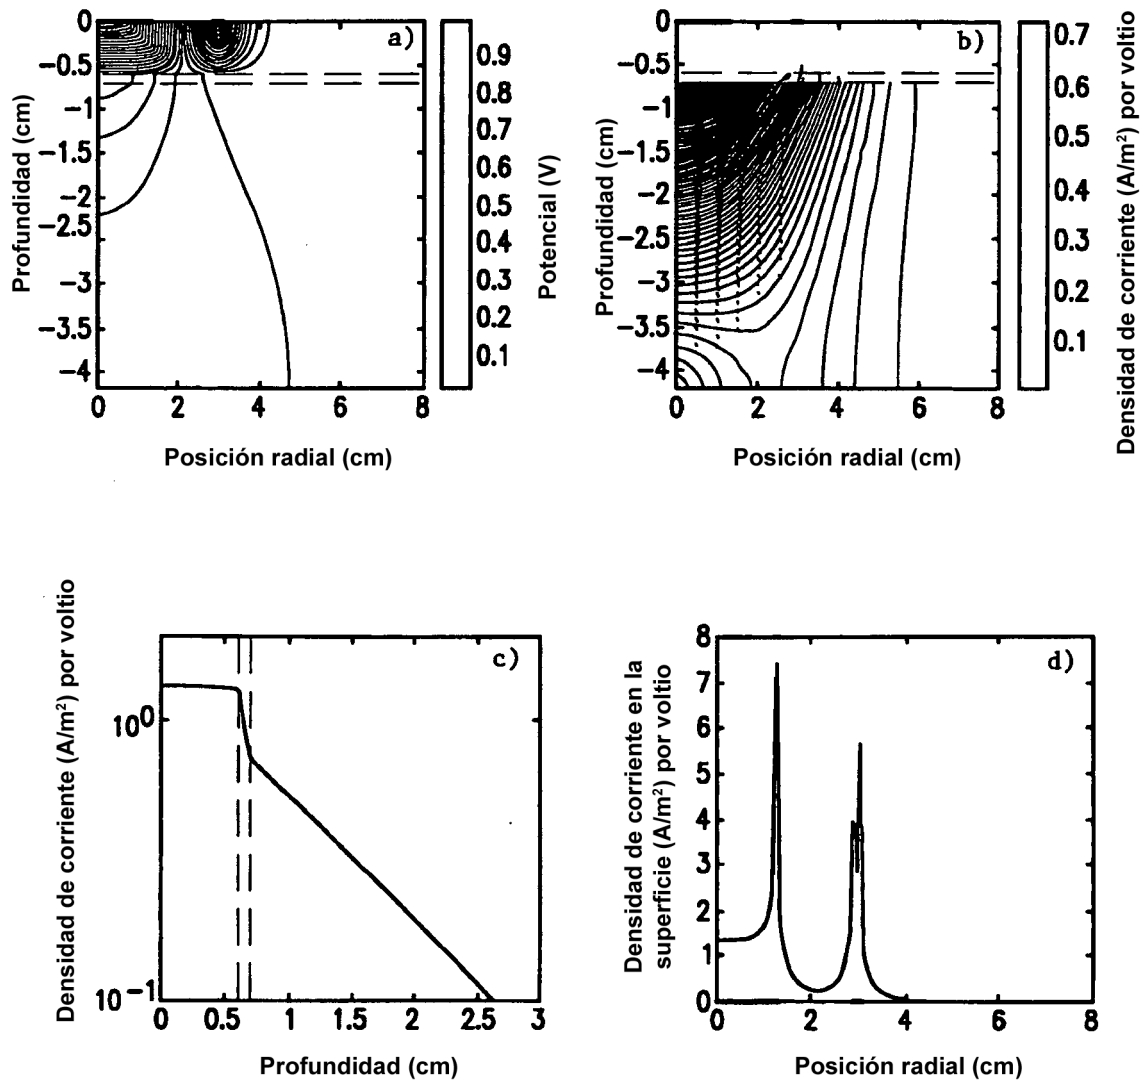 a)
0
−0.5
−1
−1.5
−2
−2.5
−3
−3.5
−4
Profundidad (cm)
0 2 4 6 8
Posición radial (cm)
0.9
0.8
0.7
0.6
0.5
0.4
0.3
0.2
0.1
Potencial (V)
b)
0
−0.5
−1
−1.5
−2
−2.5
−3
−3.5
−4
Profundidad (cm)
0 2 4 6 8
Posición radial (cm)
0.7
0.6
0.5
0.4
0.3
0.2
0.1
Densidad de corriente (A/m²) por voltio
c)
10⁰
10⁻¹
Densidad de corriente (A/m²) por voltio
0 0.5 1 1.5 2 2.5 3
Profundidad (cm)
d)
8
7
6
5
4
3
2
1
0
Densidad de corriente en la
superficie (A/m²) por voltio
0 2 4 6 8
Posición radial (cm)